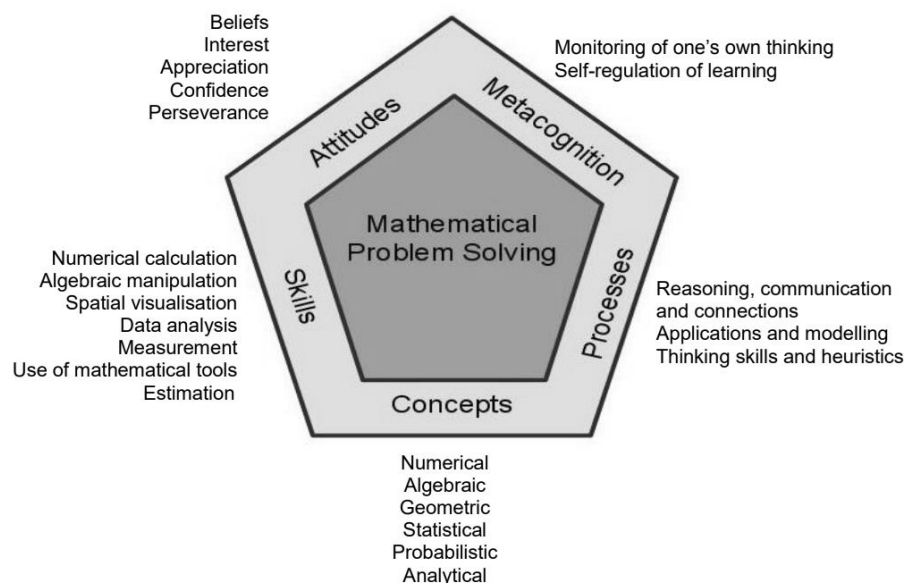 Beliefs
Interest
Appreciation
Confidence
Perseverance
Monitoring of one's own thinking
Self-regulation of learning
Attitudes
Metacognition
Mathematical
Problem Solving
Numerical calculation
Algebraic manipulation
Spatial visualisation
Data analysis
Measurement
Use of mathematical tools
Estimation
Skills
Processes
Reasoning, communication
and connections
Applications and modelling
Thinking skills and heuristics
Concepts
Numerical
Algebraic
Geometric
Statistical
Probabilistic
Analytical